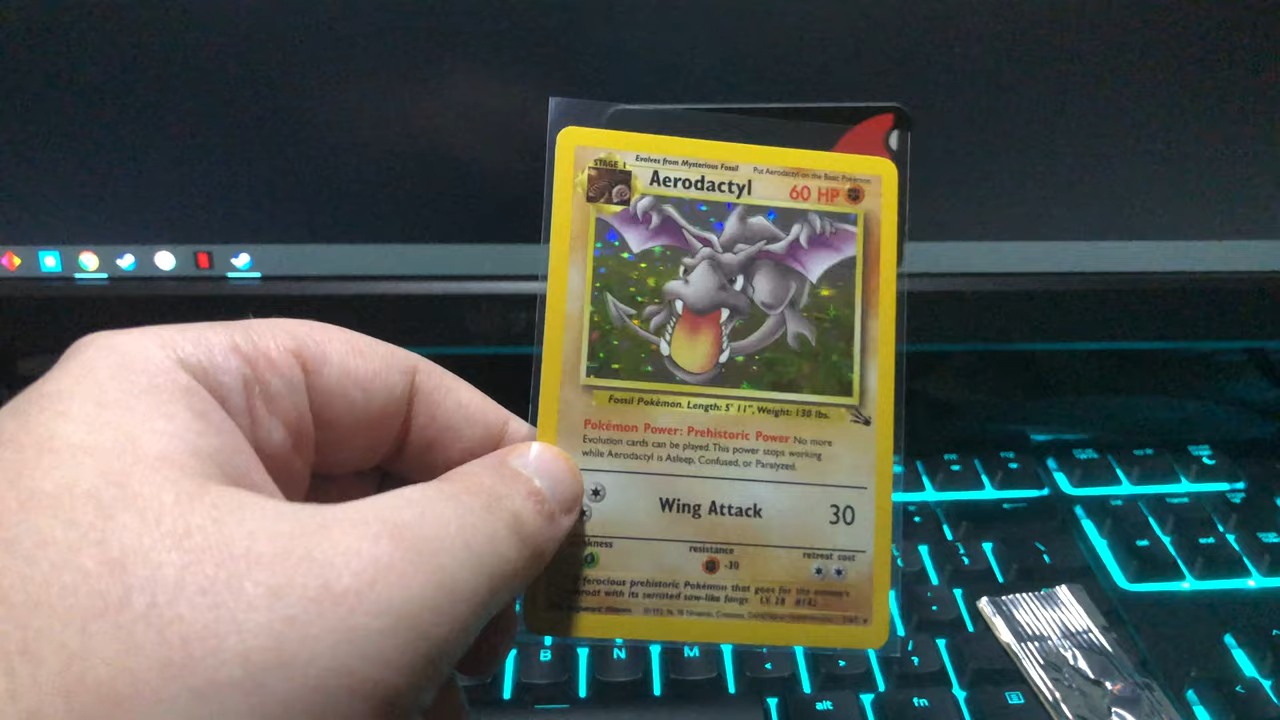 STAGE 1
Evolves from Mysterious Fossil
Put Aerodactyl on the Basic Pokémon
Aerodactyl
60 HP
Fossil Pokémon. Length: 5' 11", Weight: 130 lbs.
Pokémon Power: Prehistoric Power No more
Evolution cards can be played. This power stops working
while Aerodactyl is Asleep, Confused, or Paralyzed.
Wing Attack 30
kness
resistance
retreat cost
-30
ferocious prehistoric Pokémon that goes for the enemy's
throat with its serrated saw-like fangs. LV. 28 #142
B N M < > ?
alt fn